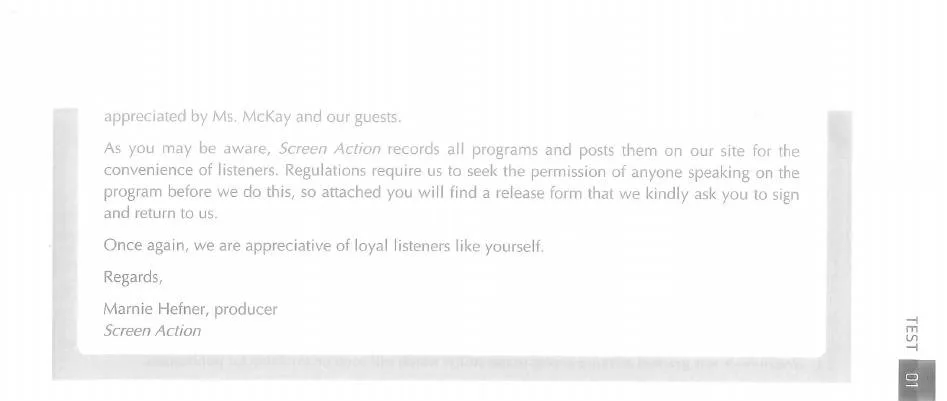 appreciated by Ms. McKay and our guests.
As you may be aware, Screen Action records all programs and posts them on our site for the
convenience of listeners. Regulations require us to seek the permission of anyone speaking on the
program before we do this, so attached you will find a release form that we kindly ask you to sign
and return to us.
Once again, we are appreciative of loyal listeners like yourself.
Regards,
Marnie Hefner, producer
Screen Action
TEST 01